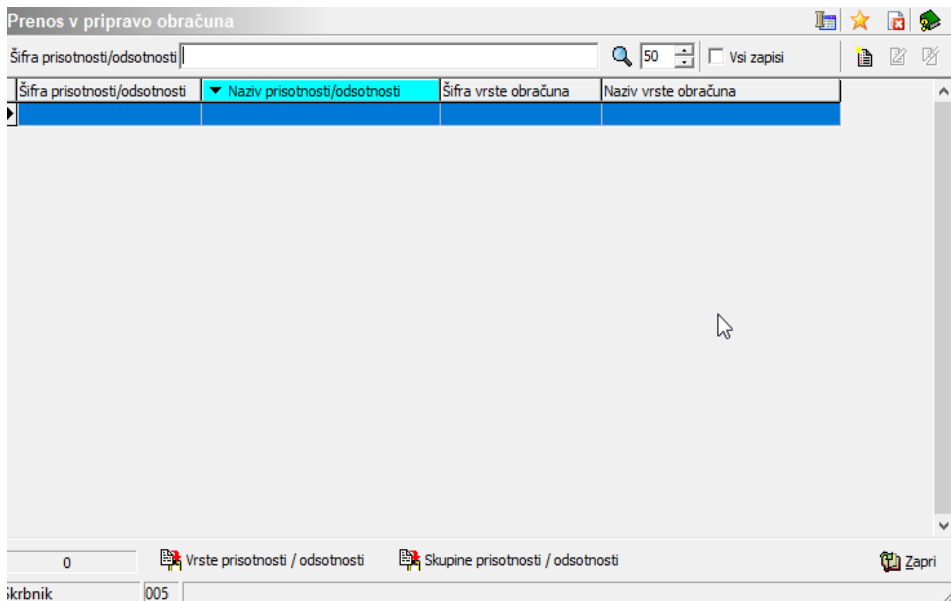 Prenos v pripravo obračuna
Šifra prisotnosti/odsotnosti 50 Vsi zapisi
Šifra prisotnosti/odsotnosti Naziv prisotnosti/odsotnosti Šifra vrste obračuna Naziv vrste obračuna
0 Vrste prisotnosti / odsotnosti Skupine prisotnosti / odsotnosti Zapri
Skrbnik 005